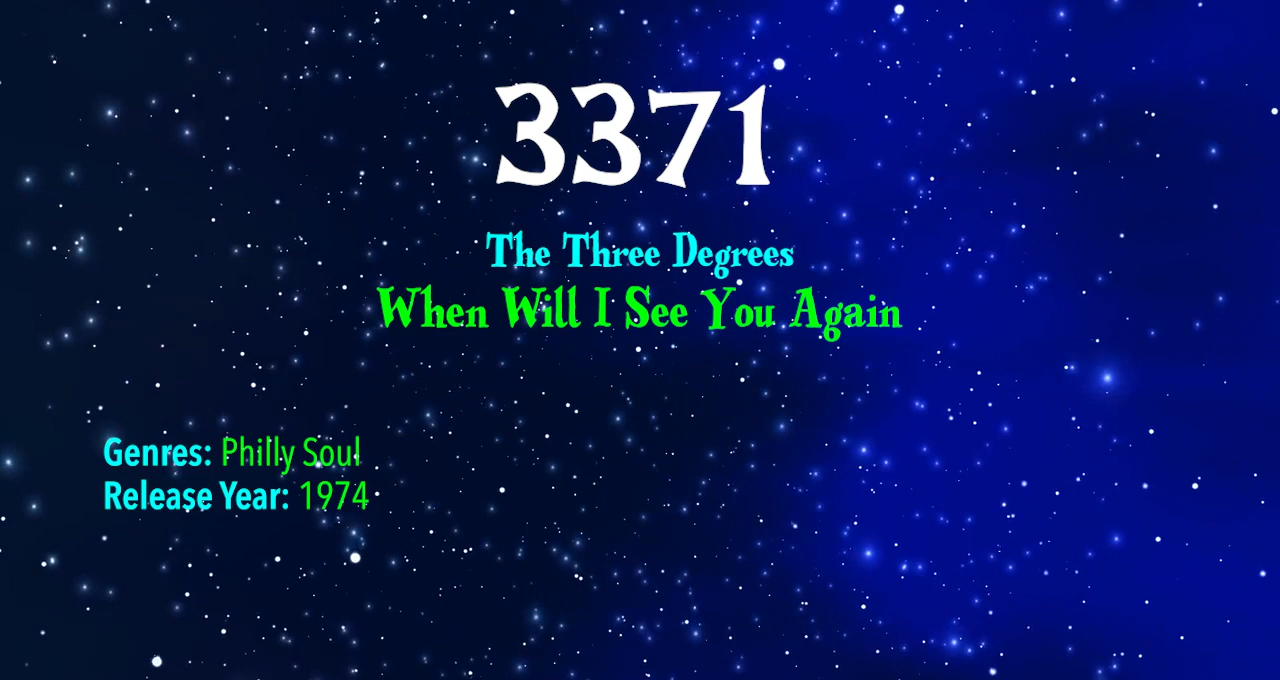 3371
The Three Degrees
When Will I See You Again
Genres: Philly Soul
Release Year: 1974